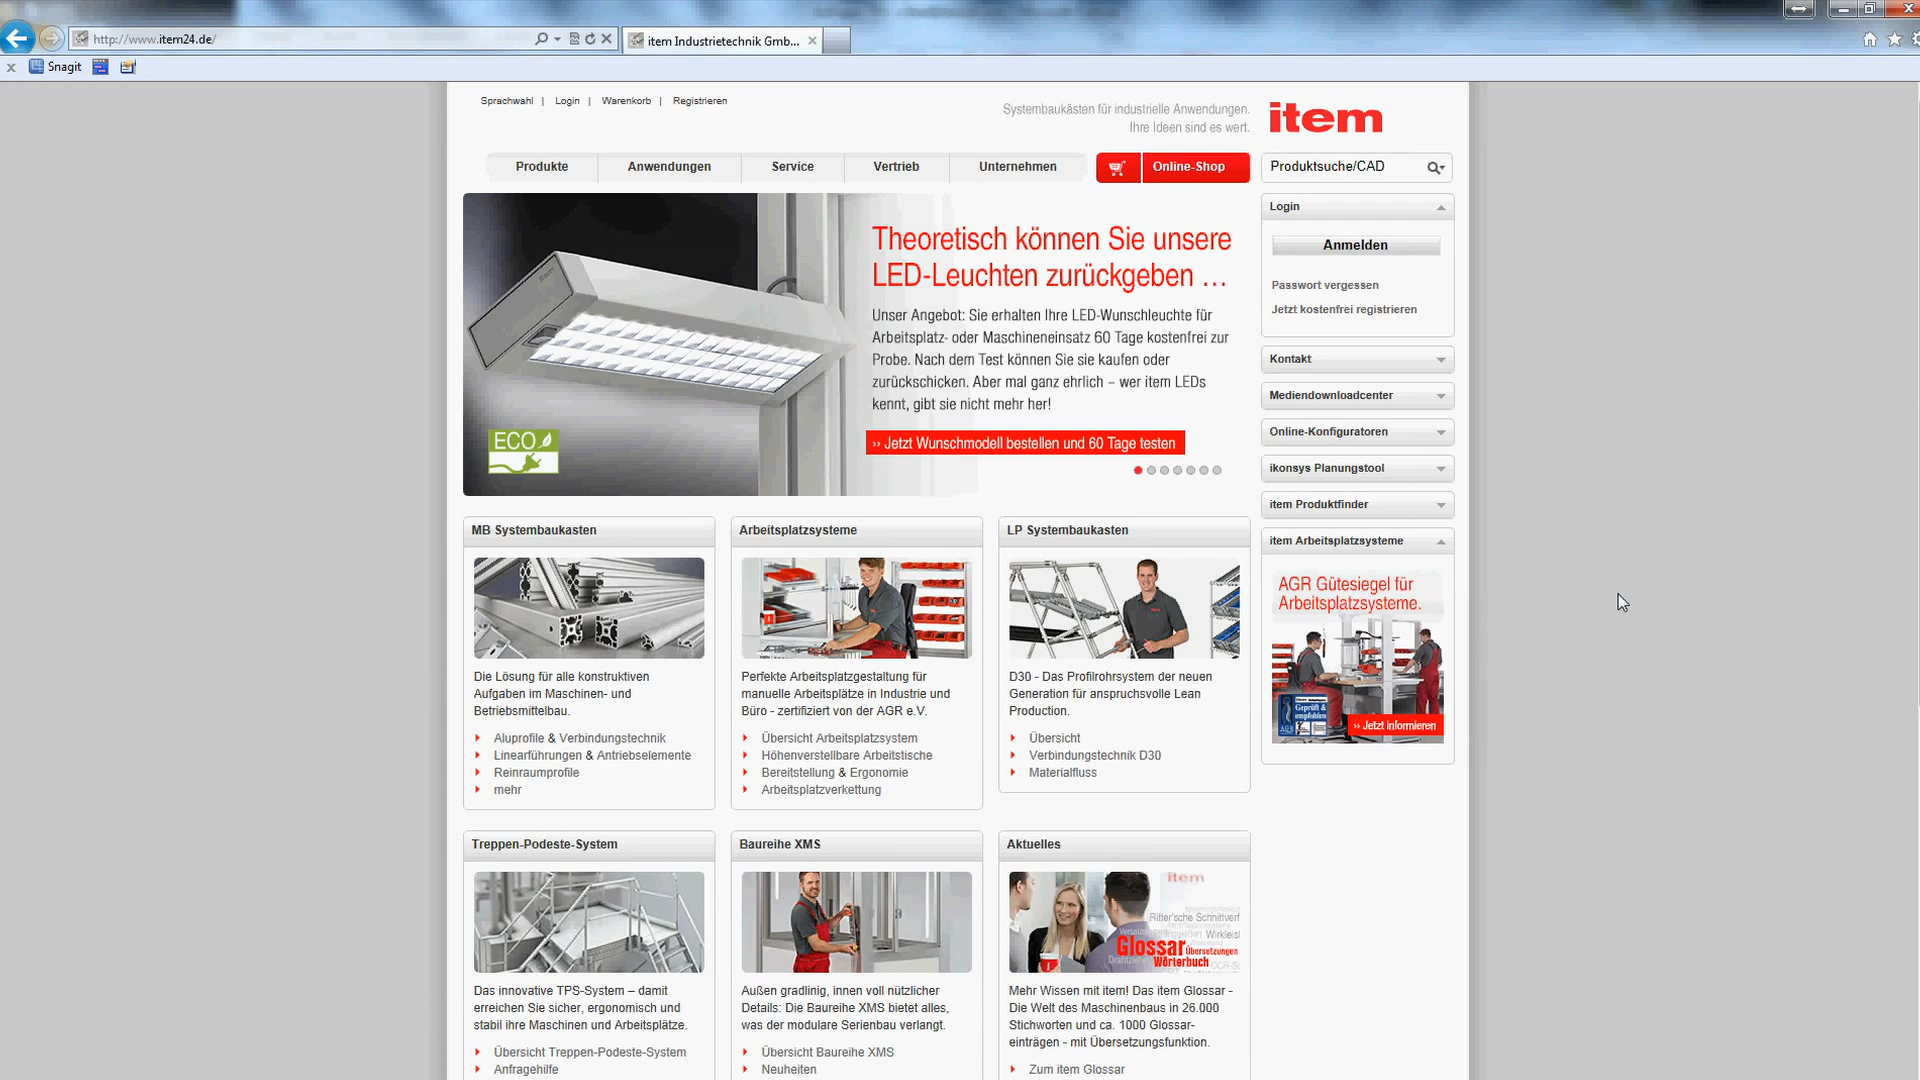 http://www.item24.de/
item Industrietechnik Gmb...
Snagit
Sprachwahl | Login | Warenkorb | Registrieren
Systembaukästen für industrielle Anwendungen.
Ihre Ideen sind es wert.
item
Produkte
Anwendungen
Service
Vertrieb
Unternehmen
Online-Shop
Produktsuche/CAD
Theoretisch können Sie unsere
LED-Leuchten zurückgeben ...
Unser Angebot: Sie erhalten Ihre LED-Wunschleuchte für
Arbeitsplatz- oder Maschineneinsatz 60 Tage kostenfrei zur
Probe. Nach dem Test können Sie sie kaufen oder
zurückschicken. Aber mal ganz ehrlich – wer item LEDs
kennt, gibt sie nicht mehr her!
›› Jetzt Wunschmodell bestellen und 60 Tage testen
ECO
Login
Anmelden
Passwort vergessen
Jetzt kostenfrei registrieren
Kontakt
Mediendownloadcenter
Online-Konfiguratoren
ikonsys Planungstool
item Produktfinder
item Arbeitsplatzsysteme
AGR Gütesiegel für
Arbeitsplatzsysteme.
Geprüft &
empfohlen
›› Jetzt informieren
MB Systembaukasten
Die Lösung für alle konstruktiven
Aufgaben im Maschinen- und
Betriebsmittelbau.
Aluprofile & Verbindungstechnik
Linearführungen & Antriebselemente
Reinraumprofile
mehr
Arbeitsplatzsysteme
Perfekte Arbeitsplatzgestaltung für
manuelle Arbeitsplätze in Industrie und
Büro - zertifiziert von der AGR e.V.
Übersicht Arbeitsplatzsystem
Höhenverstellbare Arbeitstische
Bereitstellung & Ergonomie
Arbeitsplatzverkettung
LP Systembaukasten
D30 - Das Profilrohrsystem der neuen
Generation für anspruchsvolle Lean
Production.
Übersicht
Verbindungstechnik D30
Materialfluss
Treppen-Podeste-System
Das innovative TPS-System – damit
erreichen Sie sicher, ergonomisch und
stabil ihre Maschinen und Arbeitsplätze.
Übersicht Treppen-Podeste-System
Anfragehilfe
Baureihe XMS
Außen gradlinig, innen voll nützlicher
Details: Die Baureihe XMS bietet alles,
was der modulare Serienbau verlangt.
Übersicht Baureihe XMS
Neuheiten
Aktuelles
item
Ritter'sche Schnittverf
Wirkleist
Glossar
Übersetzungen
Wörterbuch
Mehr Wissen mit item! Das item Glossar -
Die Welt des Maschinenbaus in 26.000
Stichworten und ca. 1000 Glossar-
einträgen - mit Übersetzungsfunktion.
Zum item Glossar